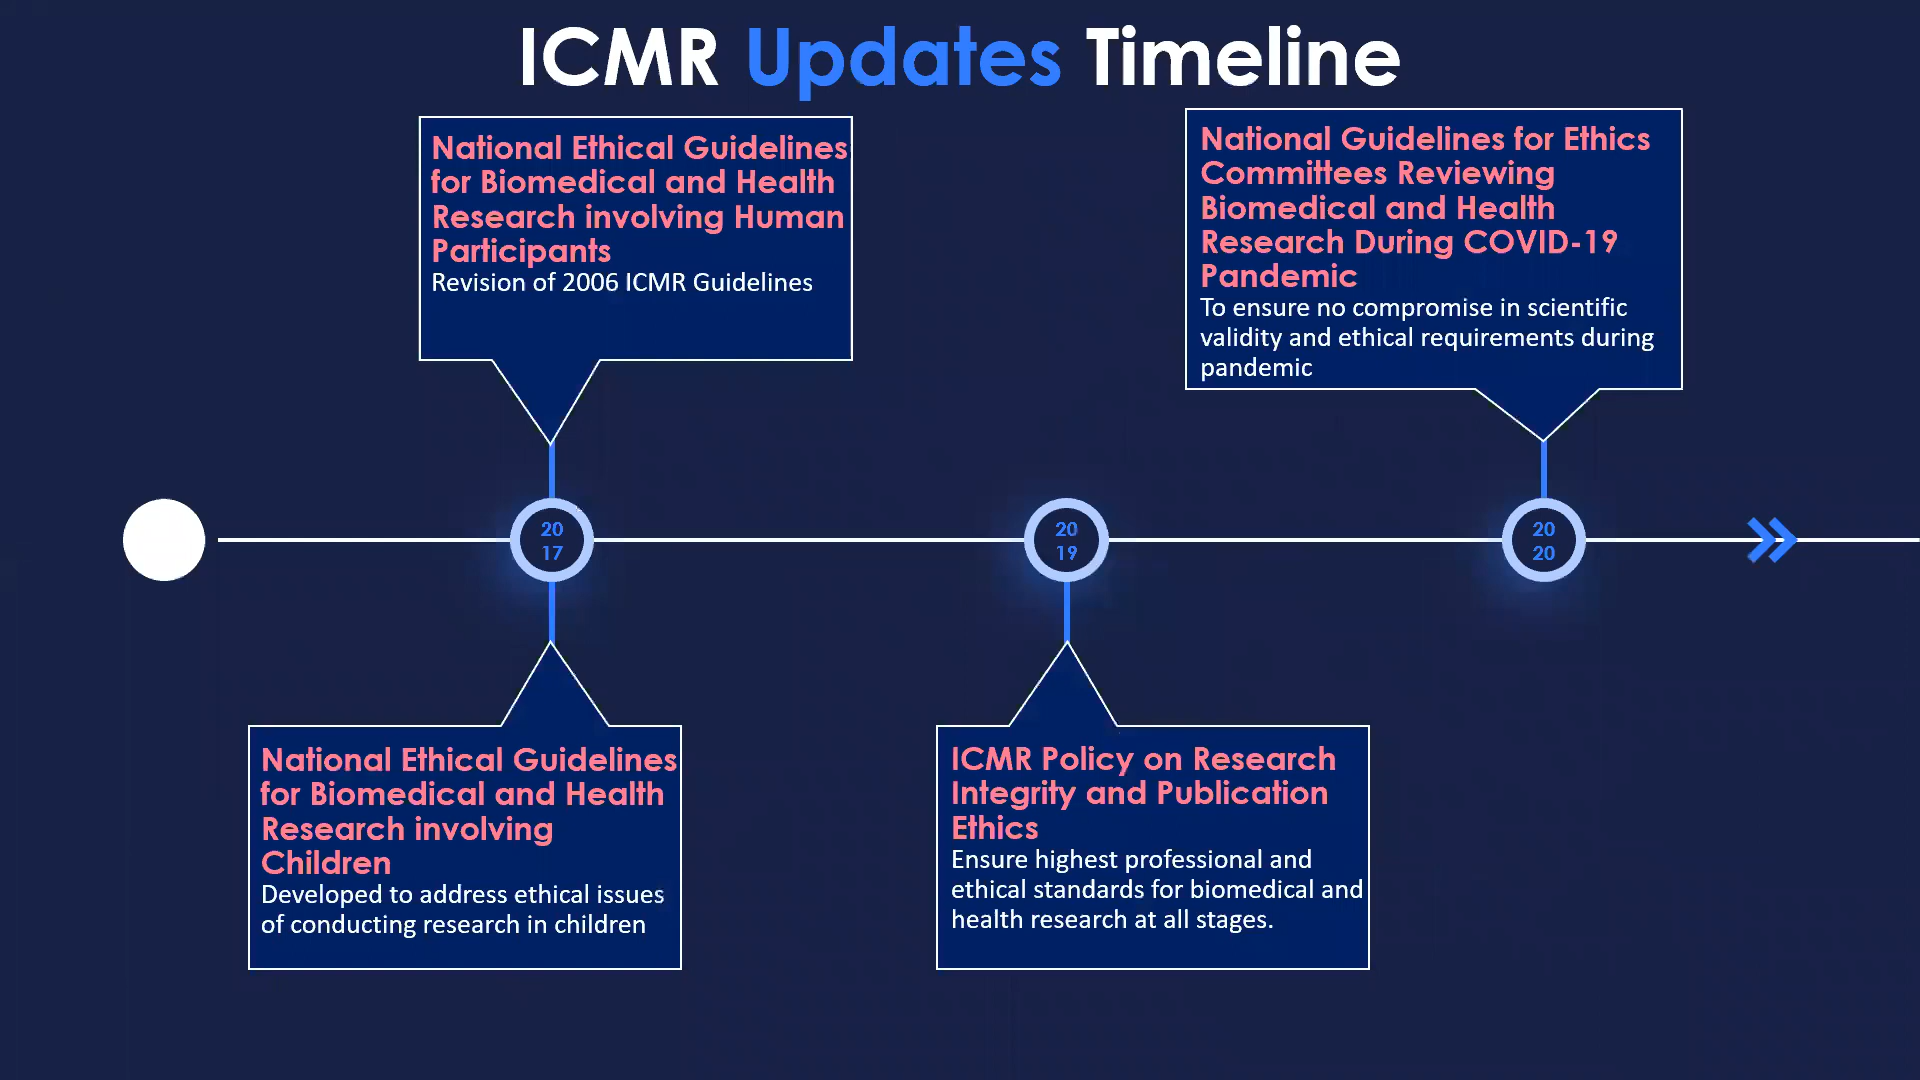 ICMR Updates Timeline
National Ethical Guidelines
for Biomedical and Health
Research involving Human
Participants
Revision of 2006 ICMR Guidelines
National Guidelines for Ethics
Committees Reviewing
Biomedical and Health
Research During COVID-19
Pandemic
To ensure no compromise in scientific
validity and ethical requirements during
pandemic
20
17
20
19
20
20
National Ethical Guidelines
for Biomedical and Health
Research involving
Children
Developed to address ethical issues
of conducting research in children
ICMR Policy on Research
Integrity and Publication
Ethics
Ensure highest professional and
ethical standards for biomedical and
health research at all stages.